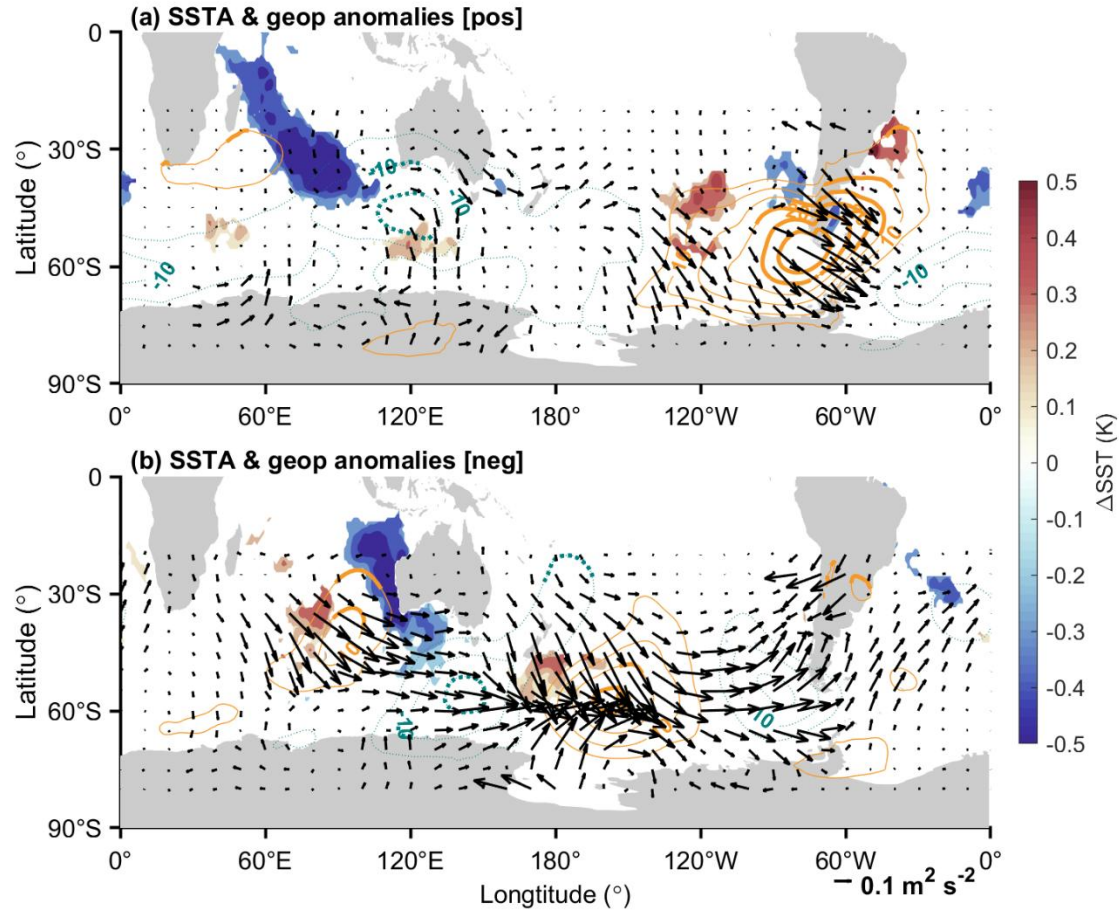 (a) SSTA & geop anomalies [pos]
0
30°S
60°S
90°S
Latitude (°)
-10
-10
-10
10
10
-10
0° 60°E 120°E 180° 120°W 60°W 0°
(b) SSTA & geop anomalies [neg]
0
30°S
60°S
90°S
Latitude (°)
10
0° 60°E 120°E 180° 120°W 60°W 0°
Longtitude (°)
0.1 m² s⁻²
0.5
0.4
0.3
0.2
0.1
0
-0.1
-0.2
-0.3
-0.4
-0.5
ΔSST (K)